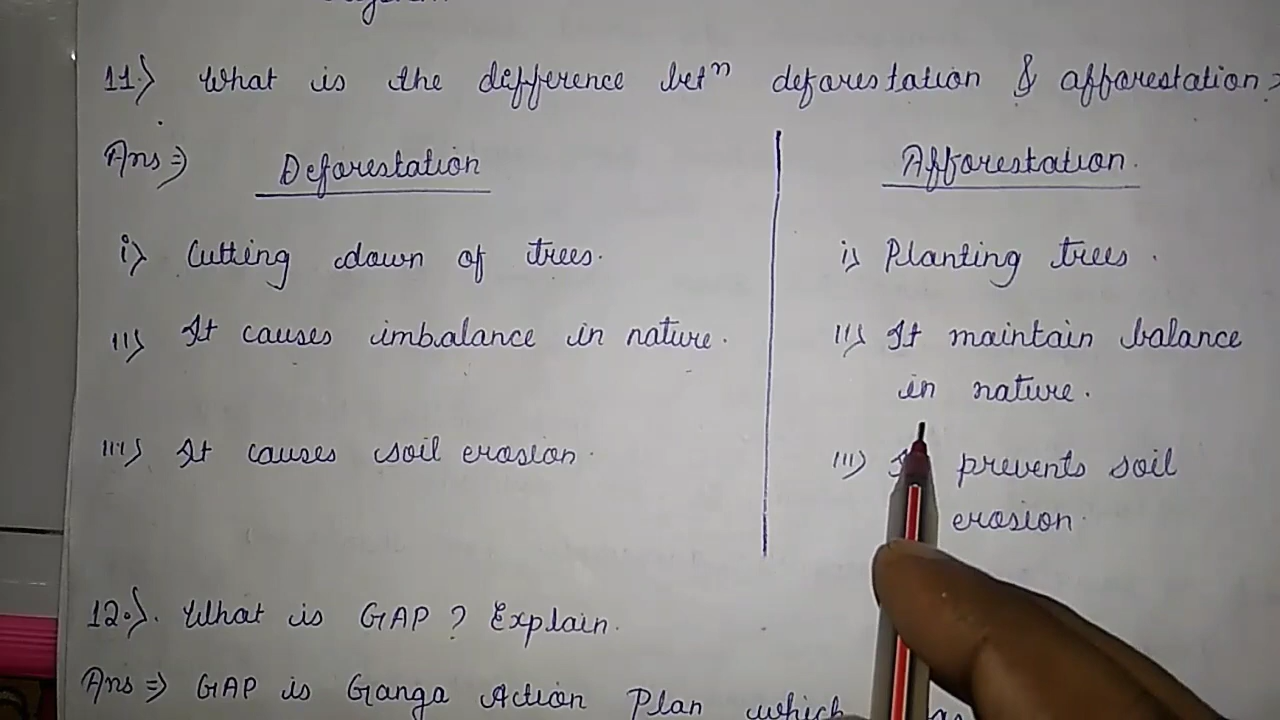 11.) What is the difference betⁿ deforestation & afforestation?
Ans ⇒ Deforestation
Afforestation.
i) Cutting down of trees.
i) Planting trees.
ii) It causes imbalance in nature.
ii) It maintain balance
in nature.
iii) It causes soil erosion.
iii) prevents soil
erosion.
12.). What is GAP? Explain.
Ans ⇒ GAP is Ganga Action Plan which